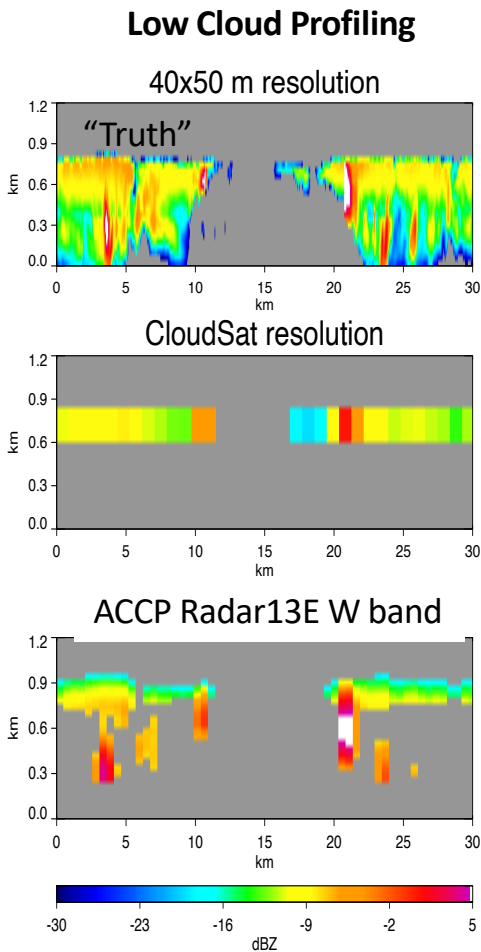 Low Cloud Profiling
40x50 m resolution
1.2
“Truth”
0.9
km
0.6
0.3
0.0
0 5 10 15 20 25 30
km
CloudSat resolution
1.2
0.9
km
0.6
0.3
0.0
0 5 10 15 20 25 30
km
ACCP Radar13E W band
1.2
0.9
km
0.6
0.3
0.0
0 5 10 15 20 25 30
km
-30 -23 -16 -9 -2 5
dBZ